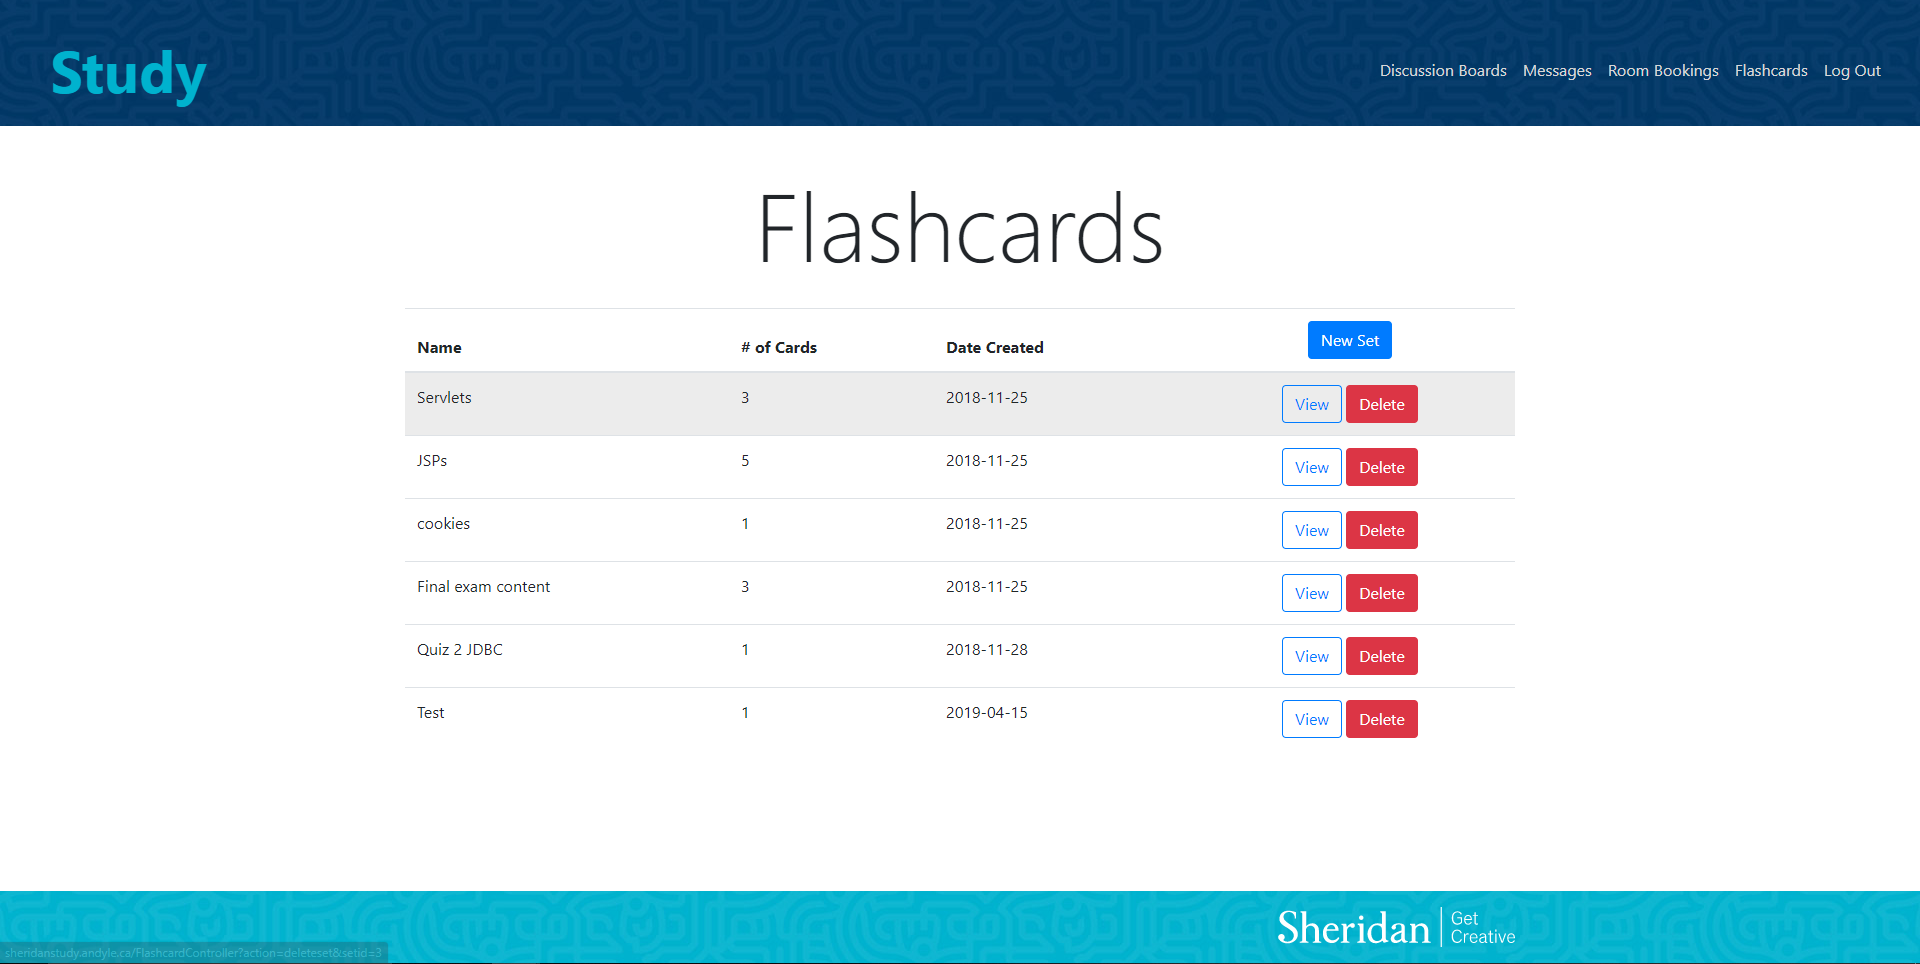 Study
Discussion Boards Messages Room Bookings Flashcards Log Out
Flashcards
Name # of Cards Date Created New Set
Servlets 3 2018-11-25 View Delete
JSPs 5 2018-11-25 View Delete
cookies 1 2018-11-25 View Delete
Final exam content 3 2018-11-25 View Delete
Quiz 2 JDBC 1 2018-11-28 View Delete
Test 1 2019-04-15 View Delete
Sheridan Get
Creative
sheridanstudy.andyle.ca/FlashcardController?action=deleteset&setid=3